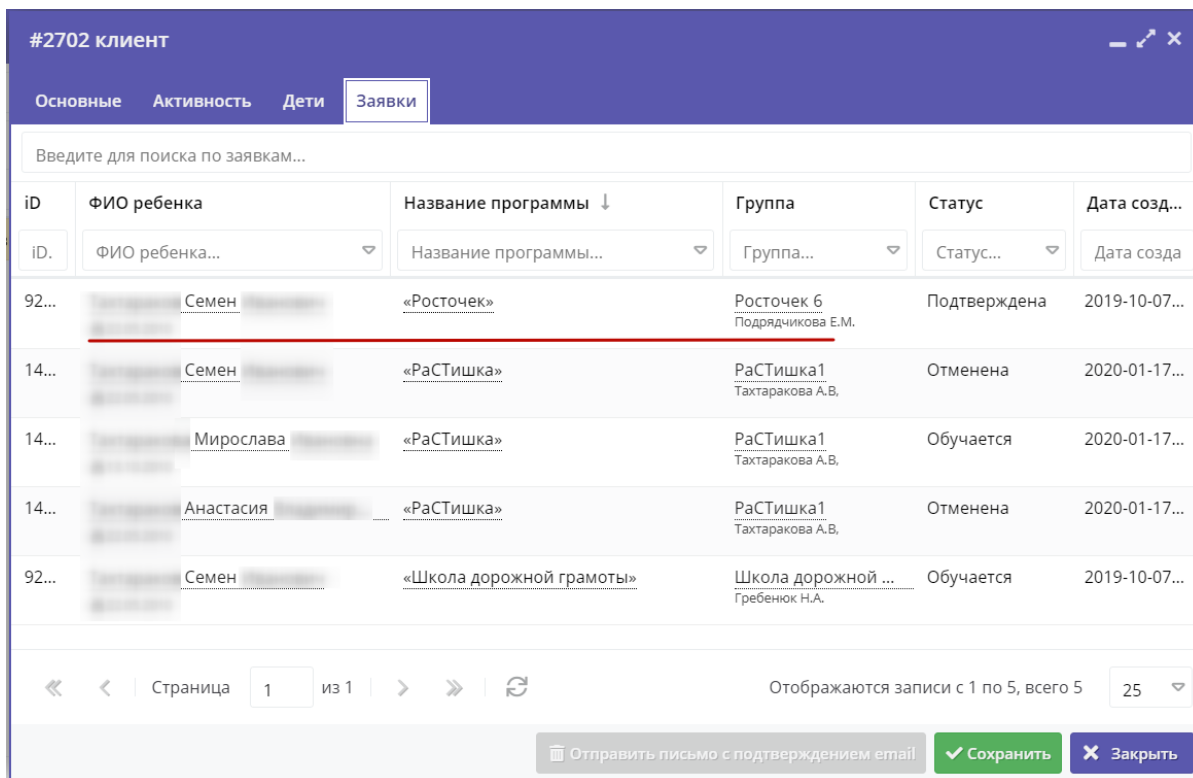 #2702 клиент
Основные Активность Дети Заявки
Введите для поиска по заявкам...
iD ФИО ребенка Название программы ↓ Группа Статус Дата созд...
iD. ФИО ребенка... Название программы... Группа... Статус... Дата созда
92... Семен «Росточек» Росточек 6 Подтверждена 2019-10-07...
Подрядчикова Е.М.
14... Семен «РаСТишка» РаСТишка1 Отменена 2020-01-17...
Тахтаракова А.В,
14... Мирослава «РаСТишка» РаСТишка1 Обучается 2020-01-17...
Тахтаракова А.В,
14... Анастасия ... «РаСТишка» РаСТишка1 Отменена 2020-01-17...
Тахтаракова А.В,
92... Семен «Школа дорожной грамоты» Школа дорожной ... Обучается 2019-10-07...
Гребенюк Н.А.
Страница 1 из 1 Отображаются записи с 1 по 5, всего 5 25
Отправить письмо с подтверждением email Сохранить Закрыть